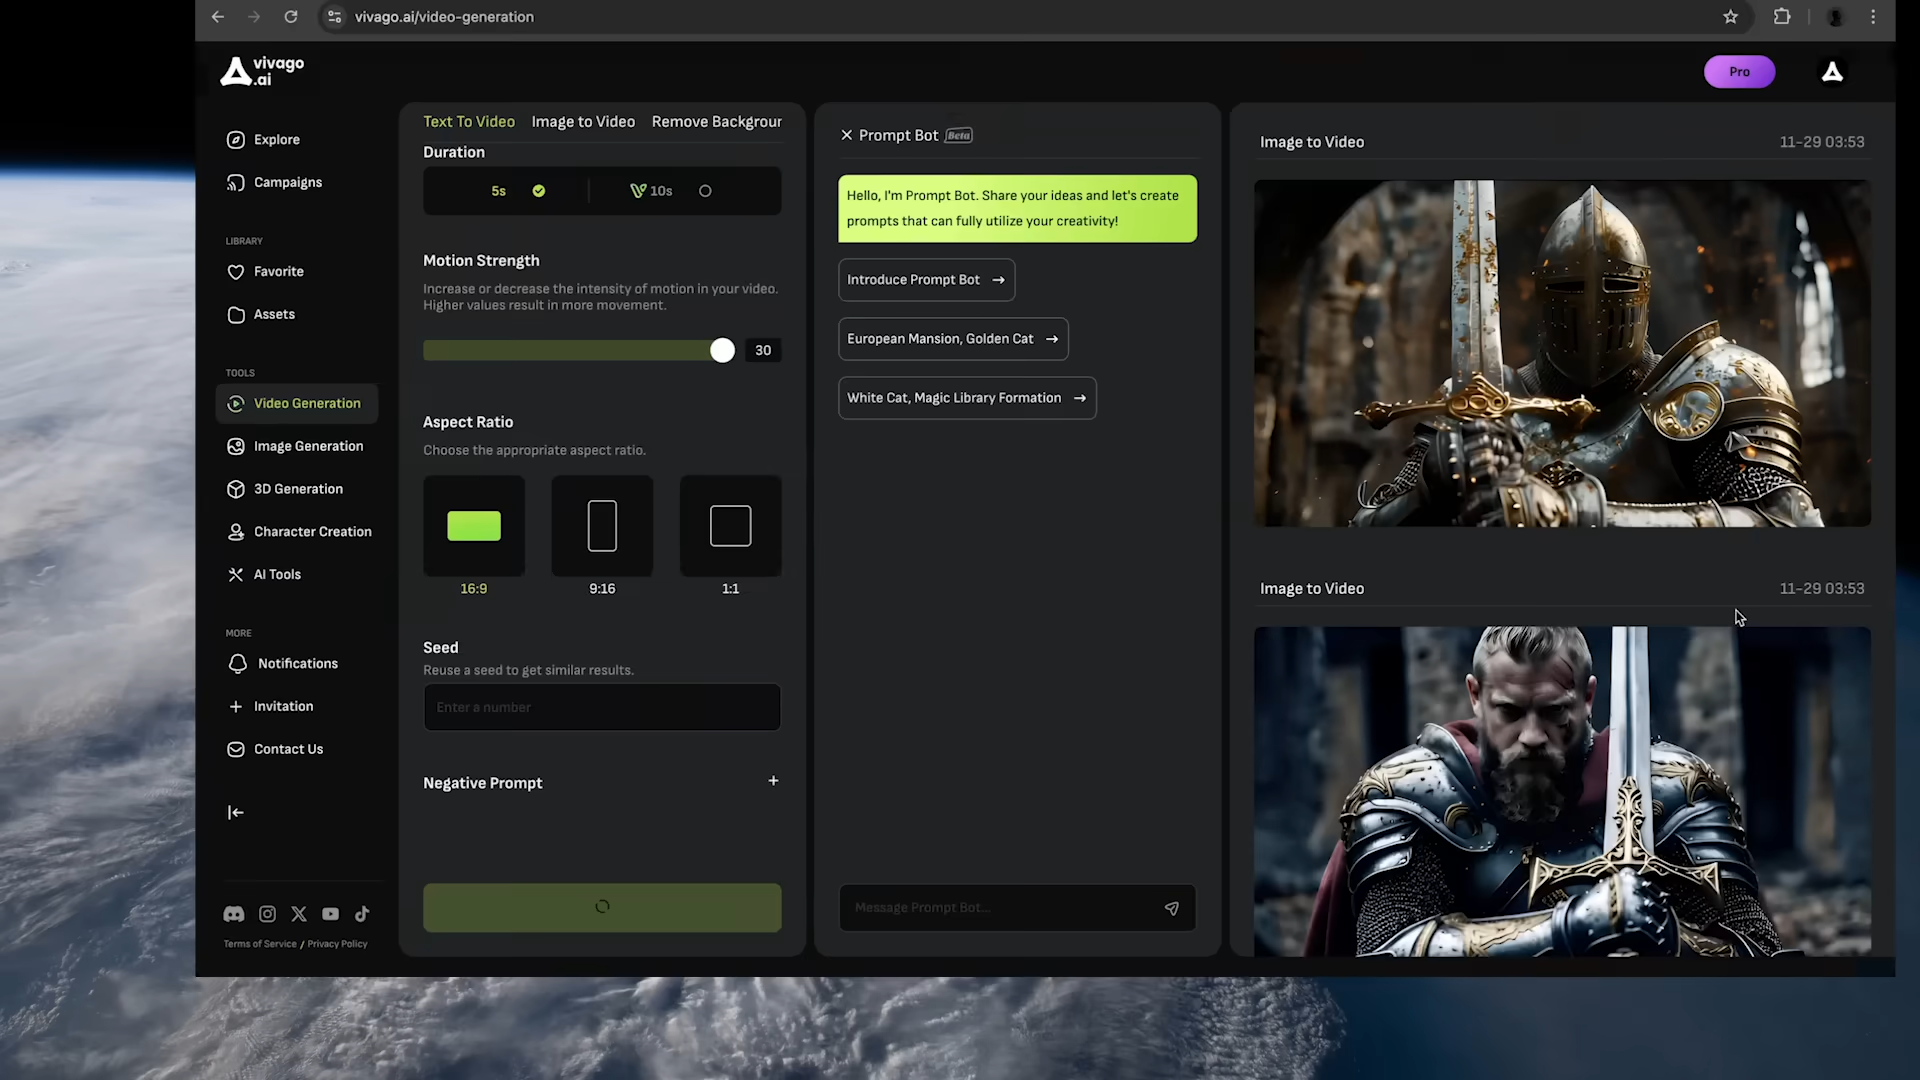 vivago.ai/video-generation
vivago
.ai
Pro
Explore
Campaigns
LIBRARY
Favorite
Assets
TOOLS
Video Generation
Image Generation
3D Generation
Character Creation
AI Tools
MORE
Notifications
Invitation
Contact Us
Terms of Service / Privacy Policy
Text To Video Image to Video Remove Backgroun
Duration
5s 10s
Motion Strength
Increase or decrease the intensity of motion in your video.
Higher values result in more movement.
30
Aspect Ratio
Choose the appropriate aspect ratio.
16:9 9:16 1:1
Seed
Reuse a seed to get similar results.
Enter a number
Negative Prompt +
Prompt Bot Beta
Hello, I'm Prompt Bot. Share your ideas and let's create
prompts that can fully utilize your creativity!
Introduce Prompt Bot →
European Mansion, Golden Cat →
White Cat, Magic Library Formation →
Message Prompt Bot...
Image to Video 11-29 03:53
Image to Video 11-29 03:53